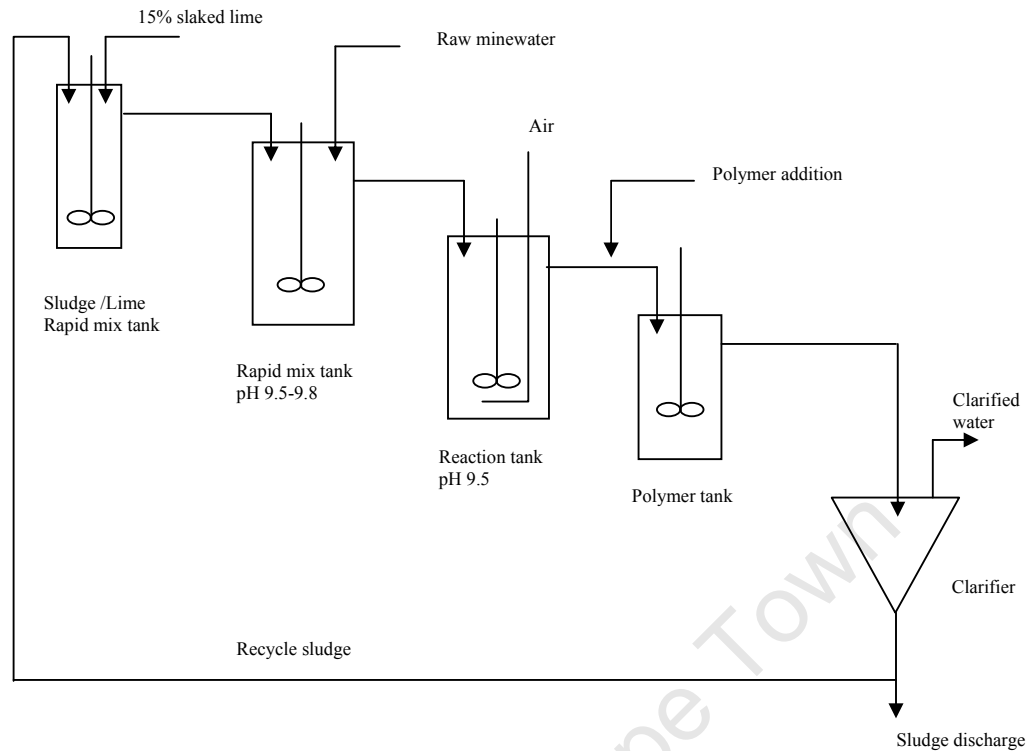 15% slaked lime
Raw minewater
Air
Polymer addition
Sludge /Lime
Rapid mix tank
Rapid mix tank
pH 9.5-9.8
Reaction tank
pH 9.5
Polymer tank
Clarified
water
Clarifier
Recycle sludge
Sludge discharge
Town